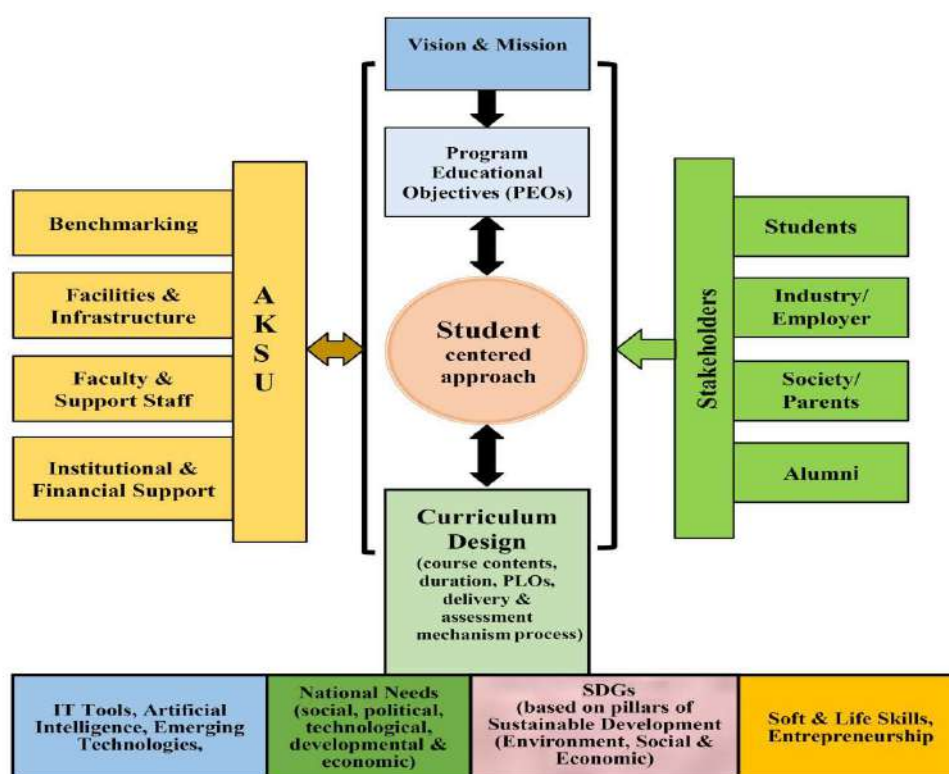 Vision & Mission
Program
Educational
Objectives (PEOs)
Student
centered
approach
Curriculum
Design
(course contents,
duration, PLOs,
delivery &
assessment
mechanism process)
Benchmarking
Facilities &
Infrastructure
Faculty &
Support Staff
Institutional &
Financial Support
A
K
S
U
Stakeholders
Students
Industry/
Employer
Society/
Parents
Alumni
IT Tools, Artificial
Intelligence, Emerging
Technologies,
National Needs
(social, political,
technological,
developmental &
economic)
SDGs
(based on pillars of
Sustainable Development
(Environment, Social &
Economic)
Soft & Life Skills,
Entrepreneurship